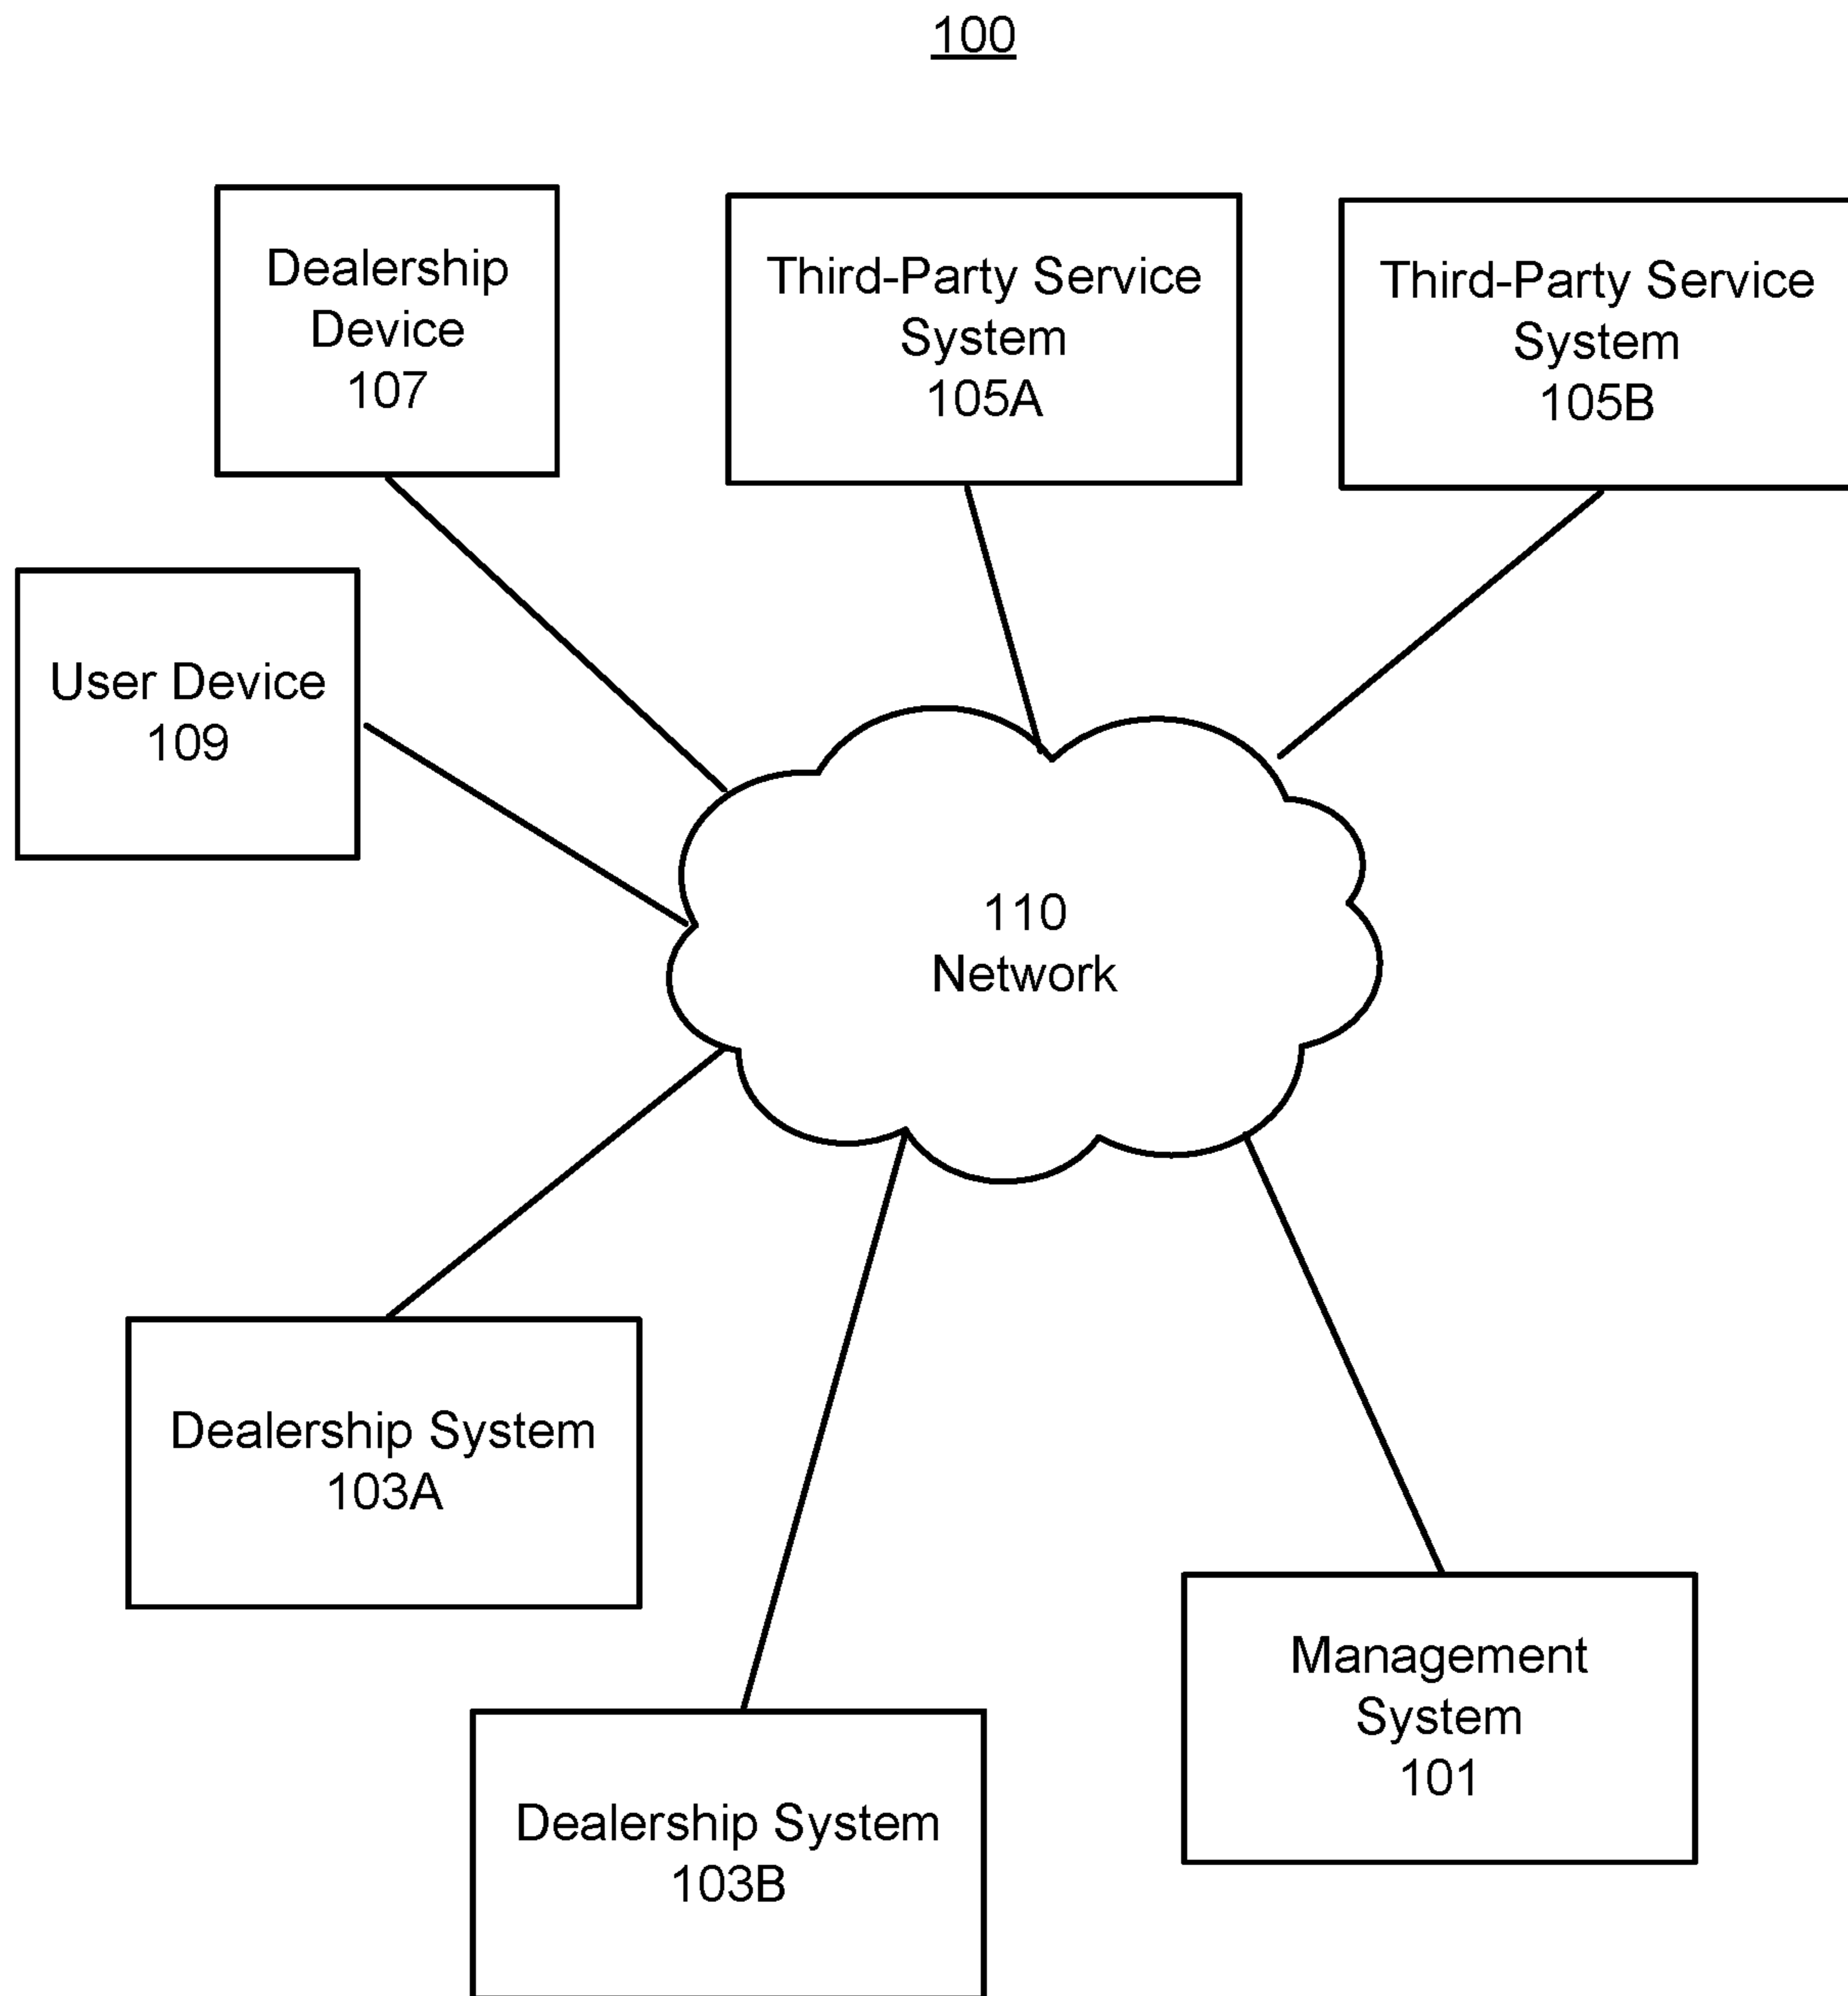 100
Dealership
Device
107
Third-Party Service
System
105A
Third-Party Service
System
105B
User Device
109
110
Network
Dealership System
103A
Dealership System
103B
Management
System
101